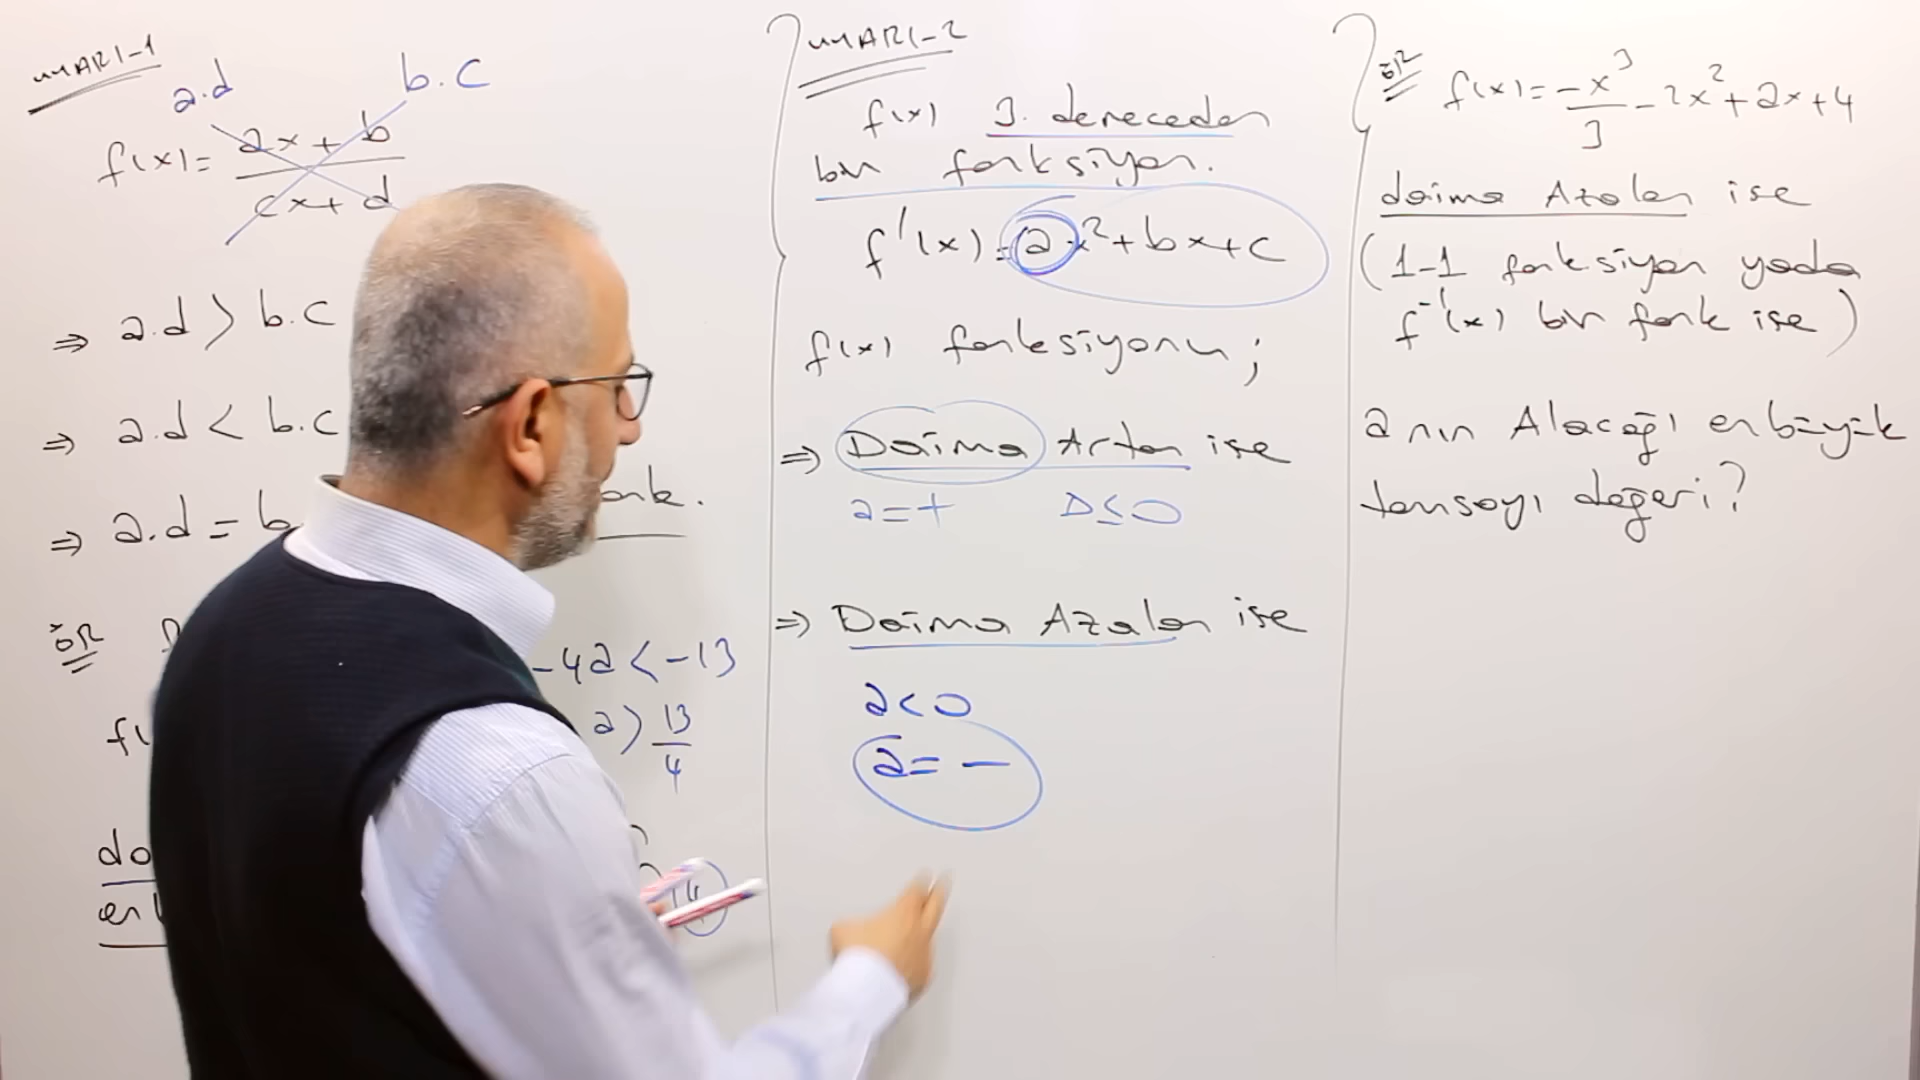 UYARI-1
a.d b.c
f(x)= ax+b / cx+d
⇒ a.d > b.c
⇒ a.d < b.c
⇒ a.d = b
. 
ÖR
-4a < -13
a > 13/4
4
UYARI-2
f(x) 3. dereceden
bir fonksiyon.
f'(x) = ax²+bx+c
f(x) fonksiyonu;
⇒ Daima Artan ise
a=+ Δ≤0
⇒ Daima Azalan ise
a<0
a= -
ÖR f(x)= -x³/3 - 2x² + ax + 4
daima Azalan ise
(1-1 fonksiyon yada
f⁻¹(x) bir fonk ise)
a nın Alacağı en büyük
tamsayı değeri?